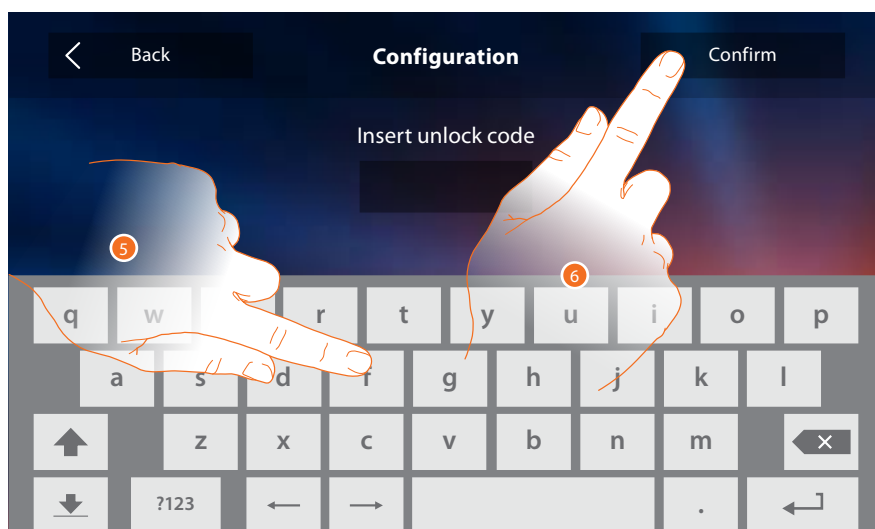 Back
Configuration
Confirm
Insert unlock code
5
6
q w r t y u i o p
a s d f g h j k l
z x c v b n m
?123 .